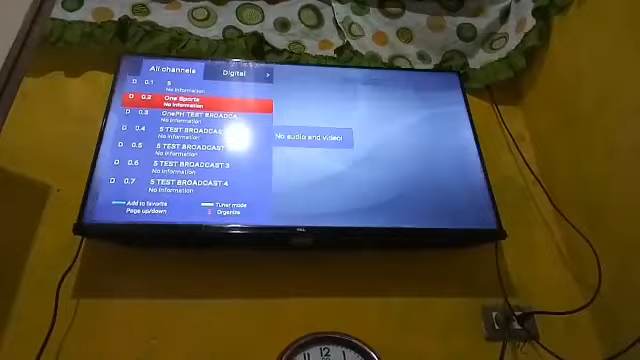 All channels Digital >
D 0.1 5
No Information
D 0.2 One Sports
No Information
D 0.3 OnePH TEST BROADCA
No Information
D 0.4 5 TEST BROADCAST
No Information
D 0.5 5 TEST BROADCAST
No Information
D 0.6 5 TEST BROADCAST 3
No Information
D 0.7 5 TEST BROADCAST 4
No Information
No audio and video!
Add to favorite Tuner mode
Page up/down Organize
TCL
12